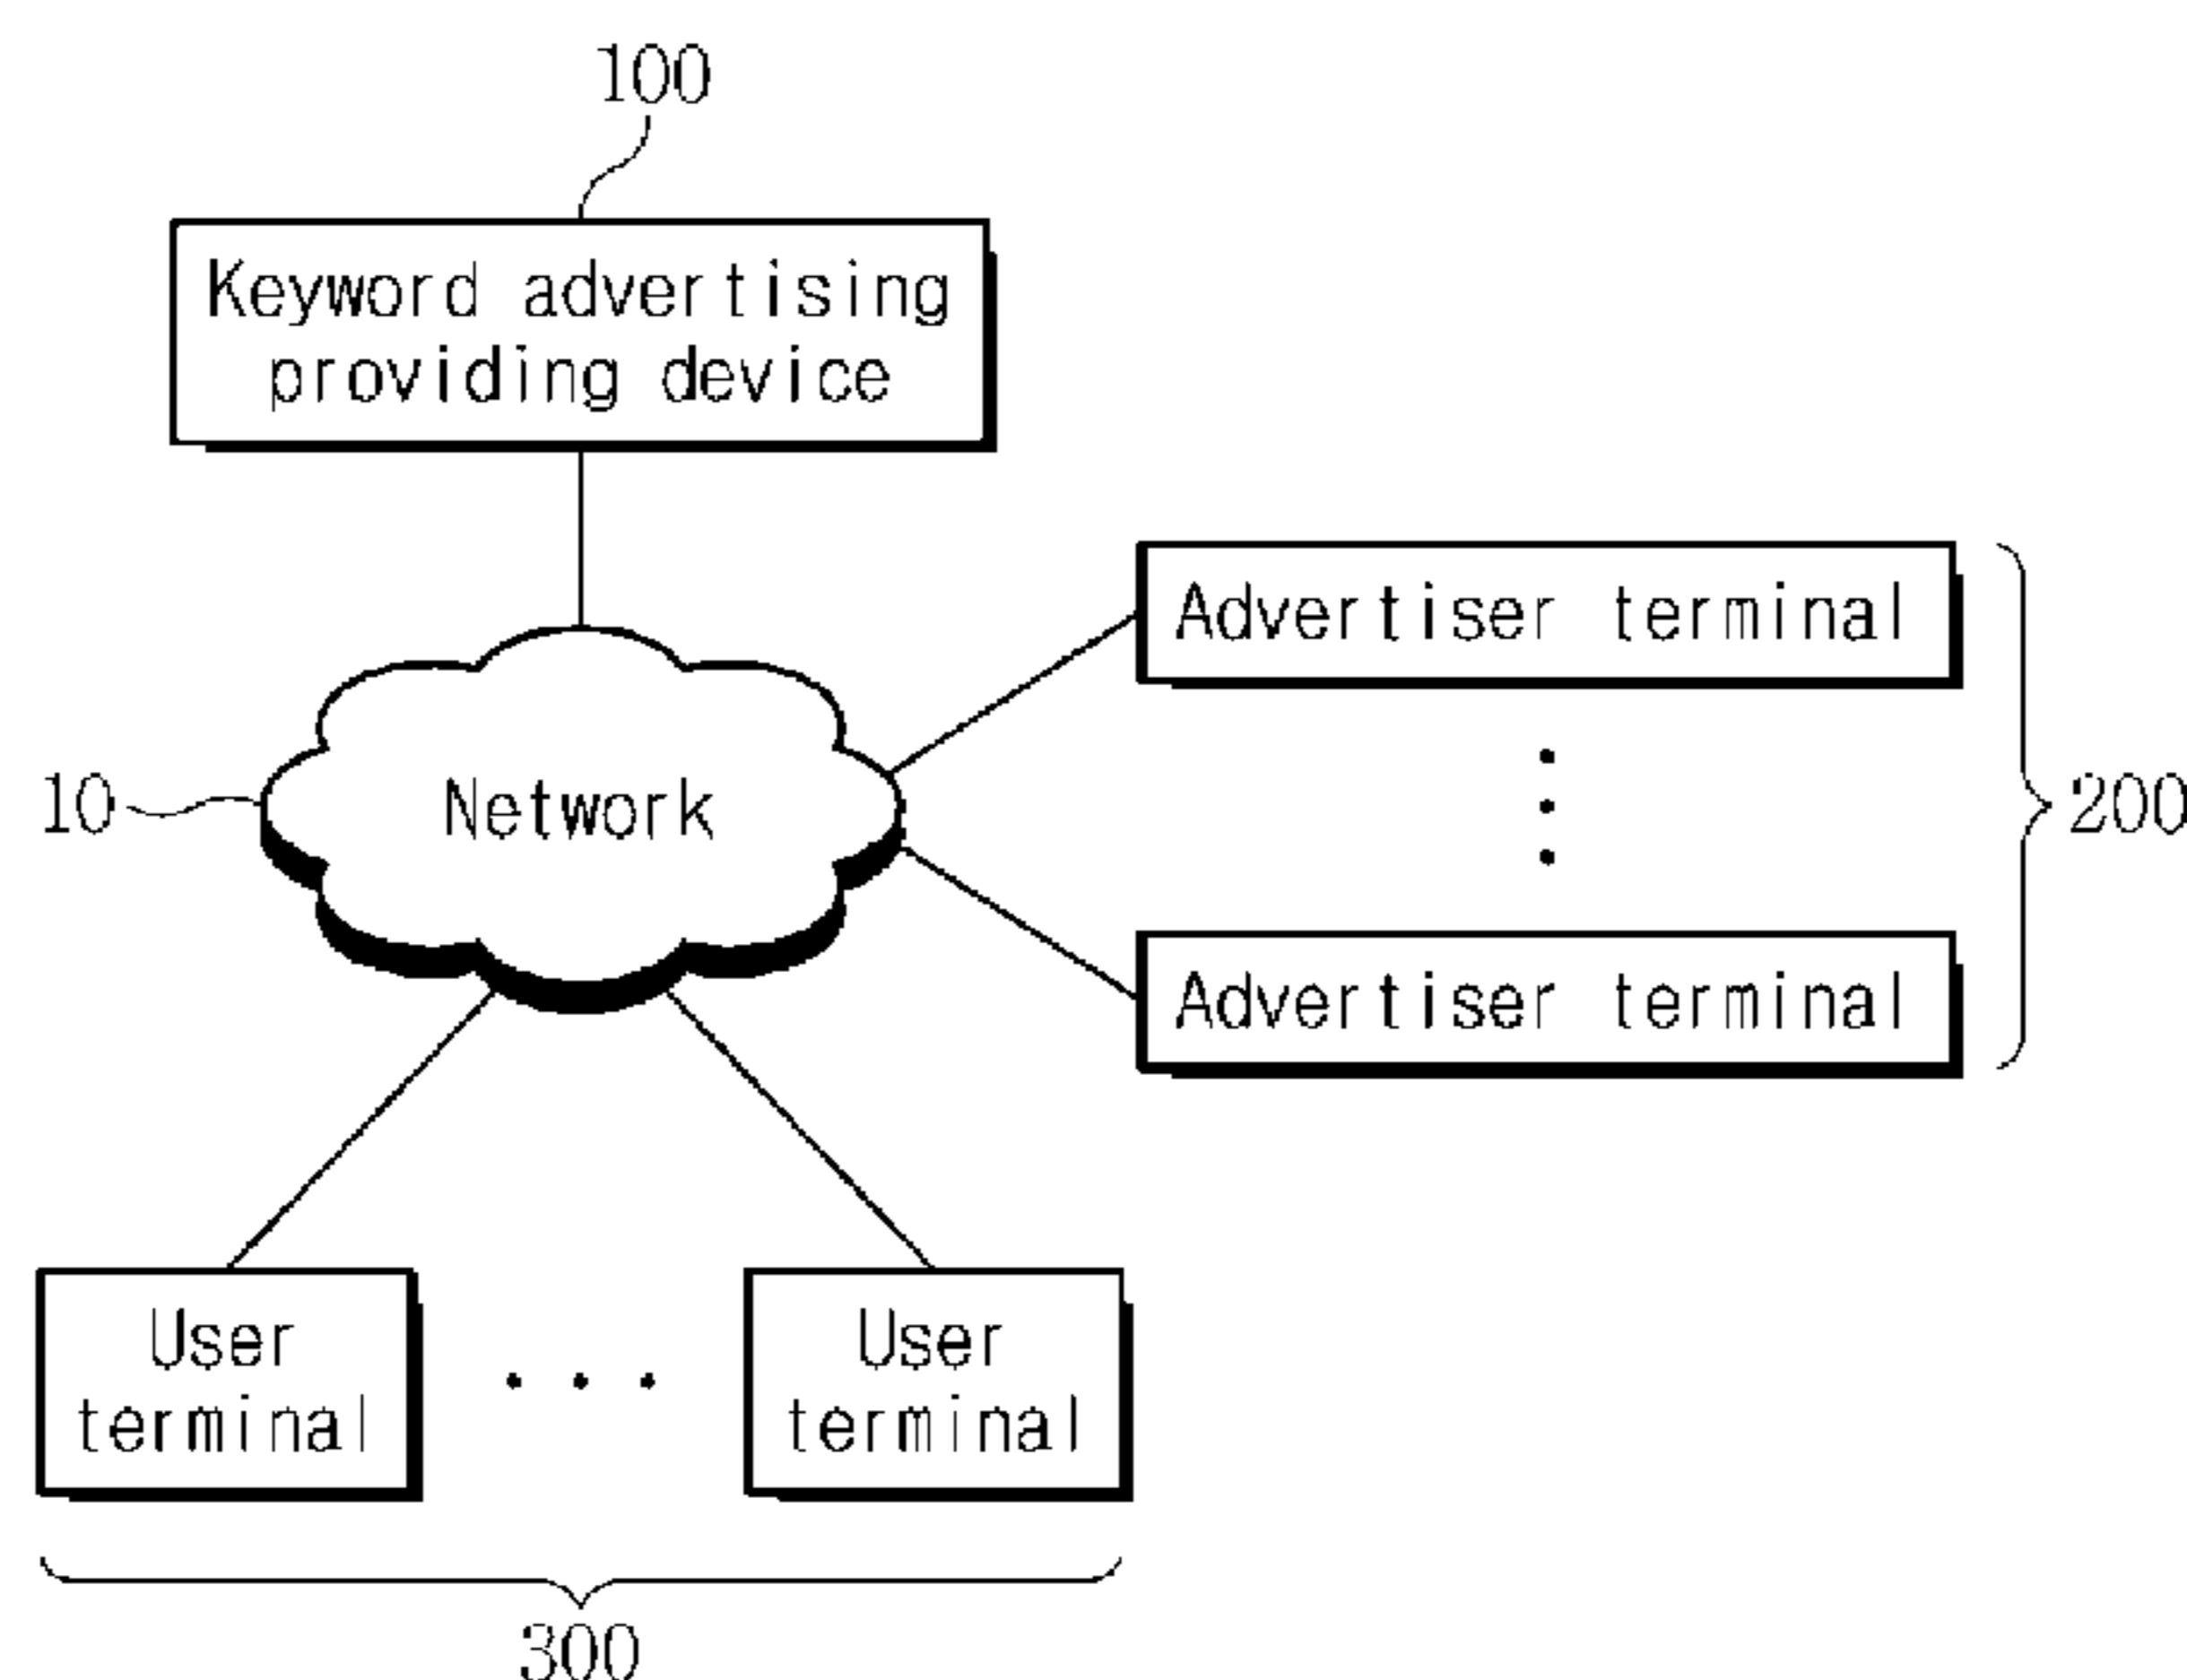 100
Keyword advertising
providing device
Advertiser terminal
10
Network
200
Advertiser terminal
User
terminal
User
terminal
300